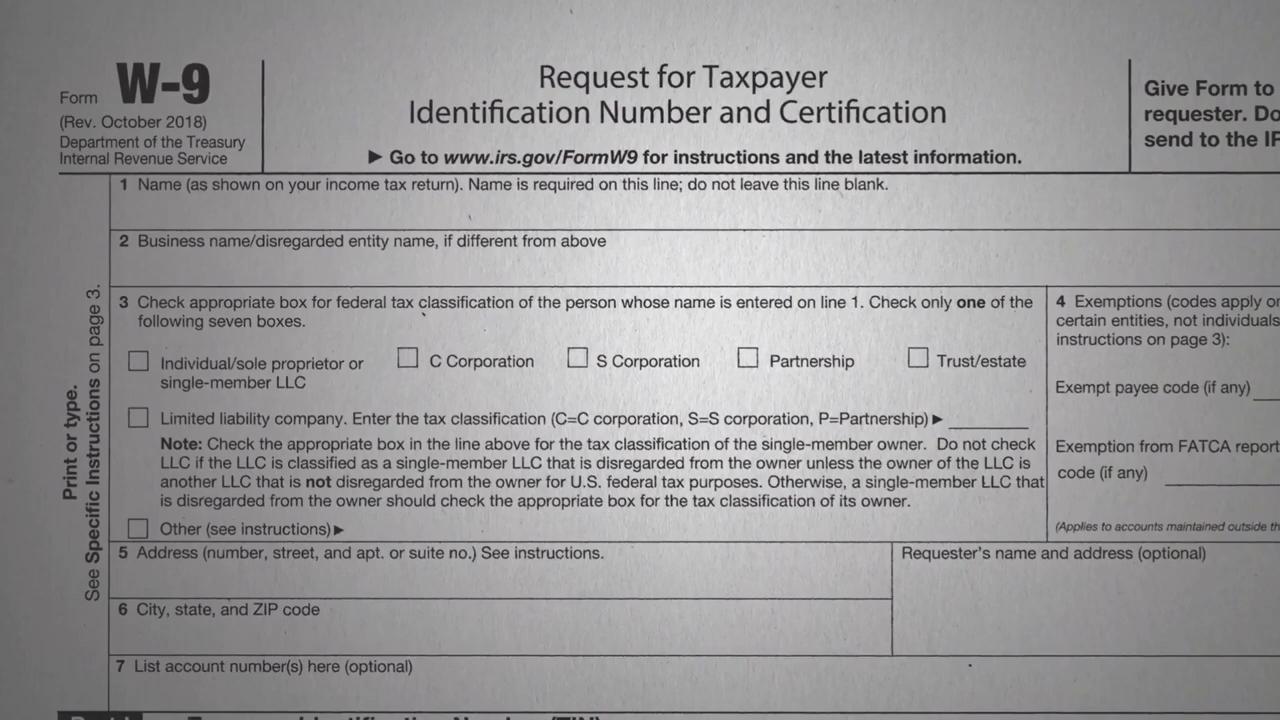 Form W-9
(Rev. October 2018)
Department of the Treasury
Internal Revenue Service
Request for Taxpayer
Identification Number and Certification
▶ Go to www.irs.gov/FormW9 for instructions and the latest information.
Give Form to
requester. Do
send to the
Print or type.
See Specific Instructions on page 3.
1 Name (as shown on your income tax return). Name is required on this line; do not leave this line blank.
2 Business name/disregarded entity name, if different from above
3 Check appropriate box for federal tax classification of the person whose name is entered on line 1. Check only one of the
following seven boxes.
Individual/sole proprietor or
single-member LLC
C Corporation
S Corporation
Partnership
Trust/estate
Limited liability company. Enter the tax classification (C=C corporation, S=S corporation, P=Partnership) ▶
Note: Check the appropriate box in the line above for the tax classification of the single-member owner. Do not check
LLC if the LLC is classified as a single-member LLC that is disregarded from the owner unless the owner of the LLC is
another LLC that is not disregarded from the owner for U.S. federal tax purposes. Otherwise, a single-member LLC that
is disregarded from the owner should check the appropriate box for the tax classification of its owner.
Other (see instructions) ▶
4 Exemptions (codes apply
certain entities, not individuals
instructions on page 3):
Exempt payee code (if any)
Exemption from FATCA report
code (if any)
(Applies to accounts maintained outside
5 Address (number, street, and apt. or suite no.) See instructions.
Requester's name and address (optional)
6 City, state, and ZIP code
7 List account number(s) here (optional)